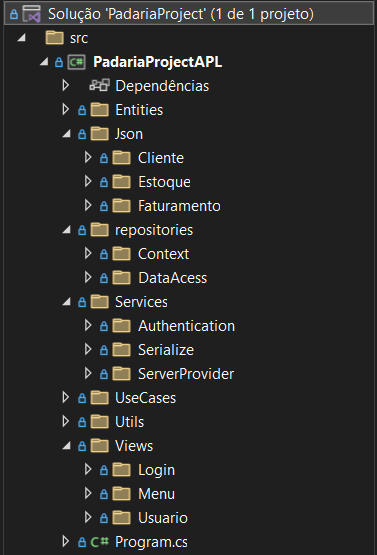 Solução 'PadariaProject' (1 de 1 projeto)
src
C# PadariaProjectAPL
Dependências
Entities
Json
Cliente
Estoque
Faturamento
repositories
Context
DataAcess
Services
Authentication
Serialize
ServerProvider
UseCases
Utils
Views
Login
Menu
Usuario
C# Program.cs